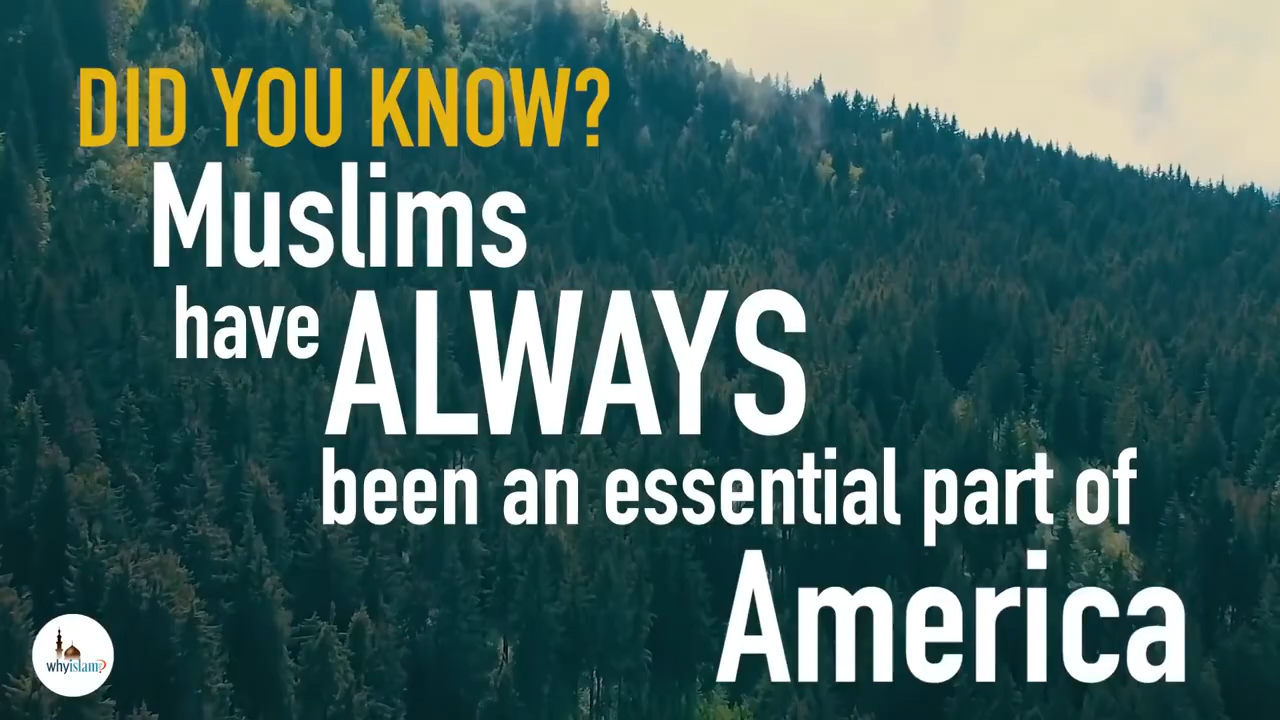 DID YOU KNOW?
Muslims
have ALWAYS
been an essential part of
America
whyislam?